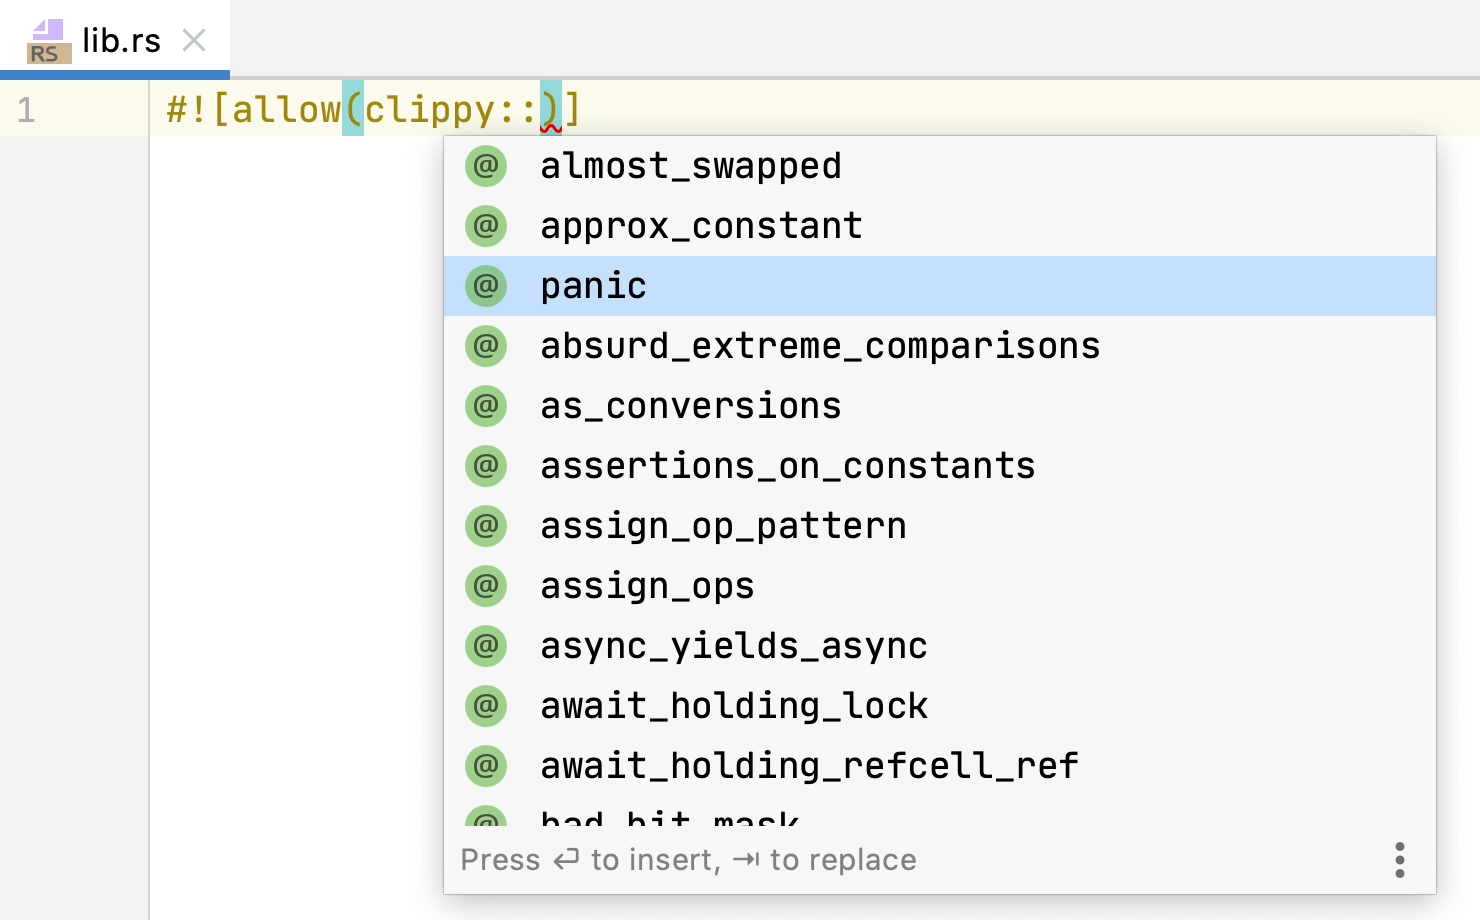 RS lib.rs
1 #![allow(clippy::)]
@ almost_swapped
@ approx_constant
@ panic
@ absurd_extreme_comparisons
@ as_conversions
@ assertions_on_constants
@ assign_op_pattern
@ assign_ops
@ async_yields_async
@ await_holding_lock
@ await_holding_refcell_ref
@ bad_bit_mask
Press ↵ to insert, ⇥ to replace